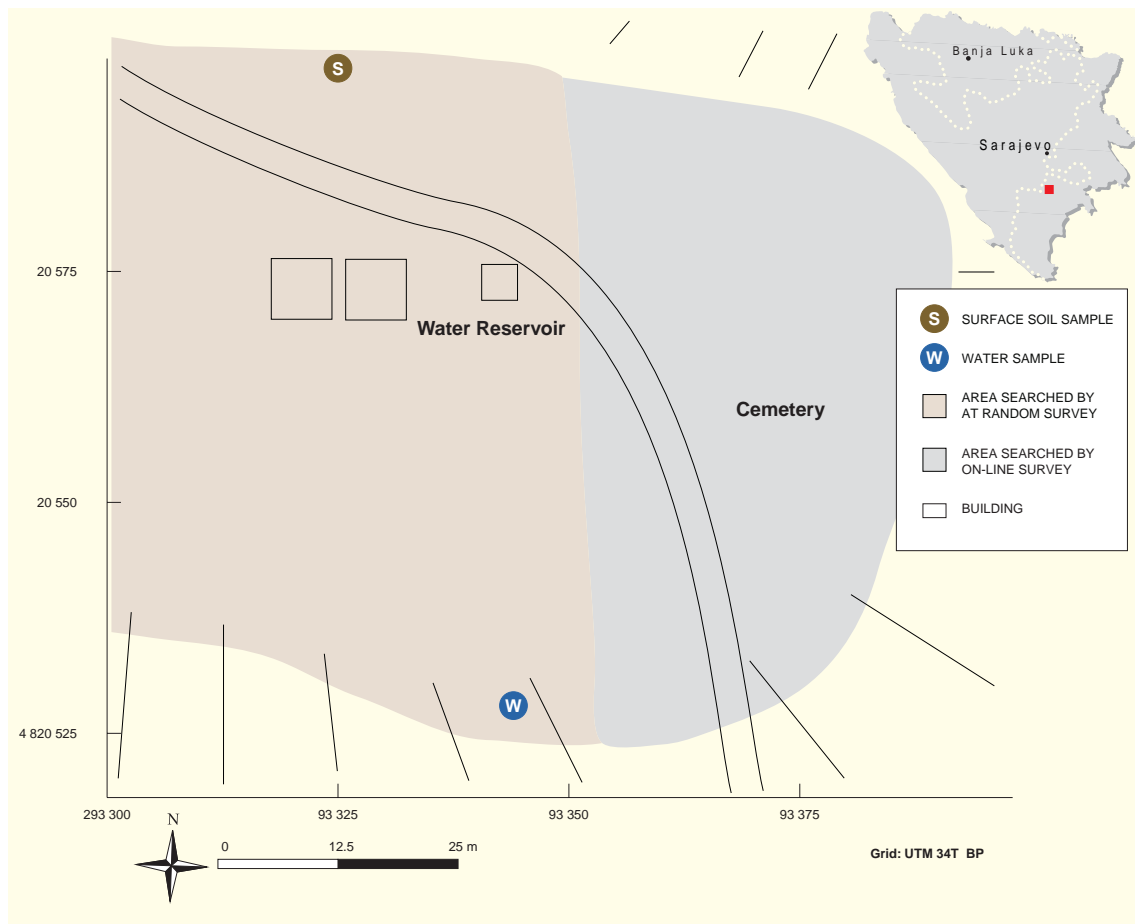 S
Banja Luka
Sarajevo
20 575
Water Reservoir
S SURFACE SOIL SAMPLE
W WATER SAMPLE
AREA SEARCHED BY
AT RANDOM SURVEY
AREA SEARCHED BY
ON-LINE SURVEY
BUILDING
Cemetery
20 550
W
4 820 525
293 300
93 325
93 350
93 375
N
0
12.5
25 m
Grid: UTM 34T BP